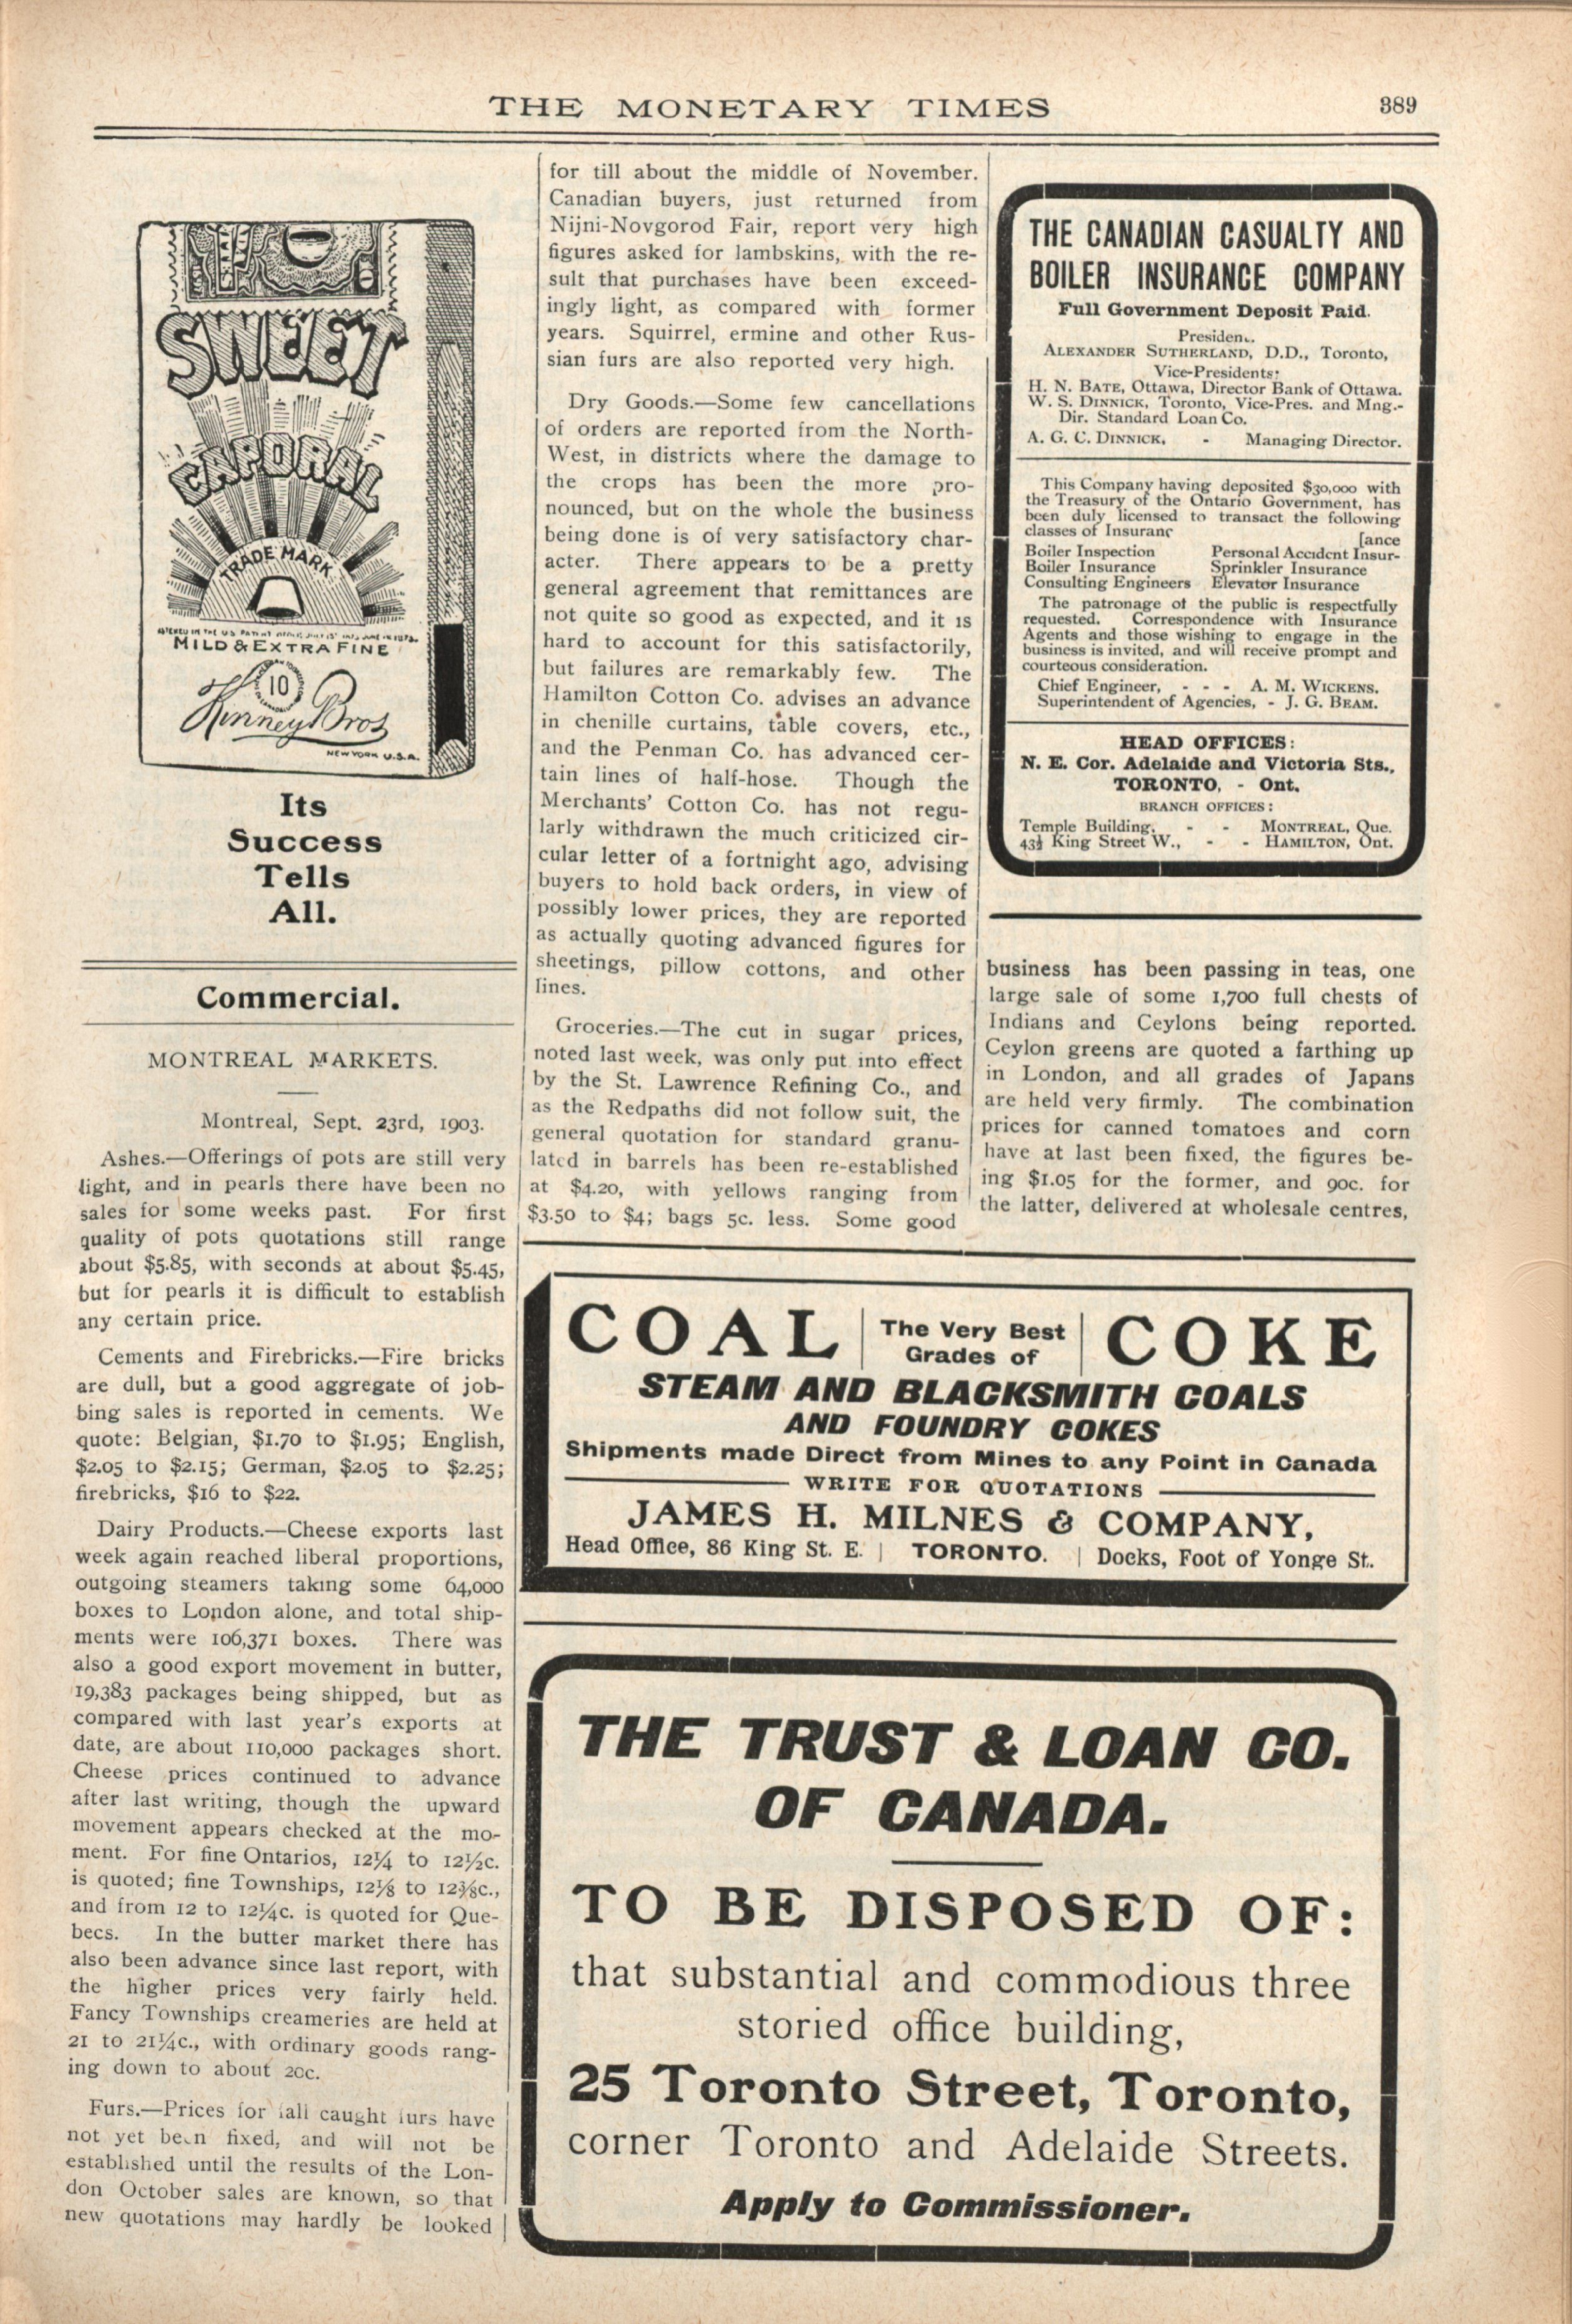 THE MONETARY TIMES
389
SWEET
CAPORAL
TRADE MARK
MILD & EXTRA FINE
10
Kinney Bros
NEW YORK U.S.A.
Its
Success
Tells
All.
Commercial.
MONTREAL MARKETS.
Montreal, Sept. 23rd, 1903.
Ashes.—Offerings of pots are still very
light, and in pearls there have been no
sales for some weeks past. For first
quality of pots quotations still range
about $5.85, with seconds at about $5.45,
but for pearls it is difficult to establish
any certain price.
Cements and Firebricks.—Fire bricks
are dull, but a good aggregate of job-
bing sales is reported in cements. We
quote: Belgian, $1.70 to $1.95; English,
$2.05 to $2.15; German, $2.05 to $2.25;
firebricks, $16 to $22.
Dairy Products.—Cheese exports last
week again reached liberal proportions,
outgoing steamers taking some 64,000
boxes to London alone, and total ship-
ments were 106,371 boxes. There was
also a good export movement in butter,
19,383 packages being shipped, but as
compared with last year's exports at
date, are about 110,000 packages short.
Cheese prices continued to advance
after last writing, though the upward
movement appears checked at the mo-
ment. For fine Ontarios, 12¼ to 12½c.
is quoted; fine Townships, 12⅛ to 12⅜c.,
and from 12 to 12¼c. is quoted for Que-
becs. In the butter market there has
also been advance since last report, with
the higher prices very fairly held.
Fancy Townships creameries are held at
21 to 21¼c., with ordinary goods rang-
ing down to about 20c.
Furs.—Prices for fall caught furs have
not yet been fixed, and will not be
established until the results of the Lon-
don October sales are known, so that
new quotations may hardly be looked
for till about the middle of November.
Canadian buyers, just returned from
Nijni-Novgorod Fair, report very high
figures asked for lambskins, with the re-
sult that purchases have been exceed-
ingly light, as compared with former
years. Squirrel, ermine and other Rus-
sian furs are also reported very high.
Dry Goods.—Some few cancellations
of orders are reported from the North-
West, in districts where the damage to
the crops has been the more pro-
nounced, but on the whole the business
being done is of very satisfactory char-
acter. There appears to be a pretty
general agreement that remittances are
not quite so good as expected, and it is
hard to account for this satisfactorily,
but failures are remarkably few. The
Hamilton Cotton Co. advises an advance
in chenille curtains, table covers, etc.,
and the Penman Co. has advanced cer-
tain lines of half-hose. Though the
Merchants' Cotton Co. has not regu-
larly withdrawn the much criticized cir-
cular letter of a fortnight ago, advising
buyers to hold back orders, in view of
possibly lower prices, they are reported
as actually quoting advanced figures for
sheetings, pillow cottons, and other
lines.
Groceries.—The cut in sugar prices,
noted last week, was only put into effect
by the St. Lawrence Refining Co., and
as the Redpaths did not follow suit, the
general quotation for standard granu-
lated in barrels has been re-established
at $4.20, with yellows ranging from
$3.50 to $4; bags 5c. less. Some good
THE CANADIAN CASUALTY AND
BOILER INSURANCE COMPANY
Full Government Deposit Paid.
President.
ALEXANDER SUTHERLAND, D.D., Toronto,
Vice-Presidents:
H. N. BATE, Ottawa, Director Bank of Ottawa.
W. S. DINNICK, Toronto, Vice-Pres. and Mng.-
Dir. Standard Loan Co.
A. G. C. DINNICK, - Managing Director.
This Company having deposited $30,000 with
the Treasury of the Ontario Government, has
been duly licensed to transact the following
classes of Insuranc
[ance
Boiler Inspection Personal Accident Insur-
Boiler Insurance Sprinkler Insurance
Consulting Engineers Elevator Insurance
The patronage of the public is respectfully
requested. Correspondence with Insurance
Agents and those wishing to engage in the
business is invited, and will receive prompt and
courteous consideration.
Chief Engineer, - - - A. M. WICKENS.
Superintendent of Agencies, - J. G. BEAM.
HEAD OFFICES:
N. E. Cor. Adelaide and Victoria Sts.,
TORONTO, - Ont.
BRANCH OFFICES:
Temple Building, - - MONTREAL, Que.
43½ King Street W., - - HAMILTON, Ont.
business has been passing in teas, one
large sale of some 1,700 full chests of
Indians and Ceylons being reported.
Ceylon greens are quoted a farthing up
in London, and all grades of Japans
are held very firmly. The combination
prices for canned tomatoes and corn
have at last been fixed, the figures be-
ing $1.05 for the former, and 90c. for
the latter, delivered at wholesale centres,
COAL The Very Best Grades of COKE
STEAM AND BLACKSMITH COALS
AND FOUNDRY COKES
Shipments made Direct from Mines to any Point in Canada
WRITE FOR QUOTATIONS
JAMES H. MILNES & COMPANY,
Head Office, 86 King St. E. | TORONTO. | Docks, Foot of Yonge St.
THE TRUST & LOAN CO.
OF CANADA.
TO BE DISPOSED OF:
that substantial and commodious three
storied office building,
25 Toronto Street, Toronto,
corner Toronto and Adelaide Streets.
Apply to Commissioner.